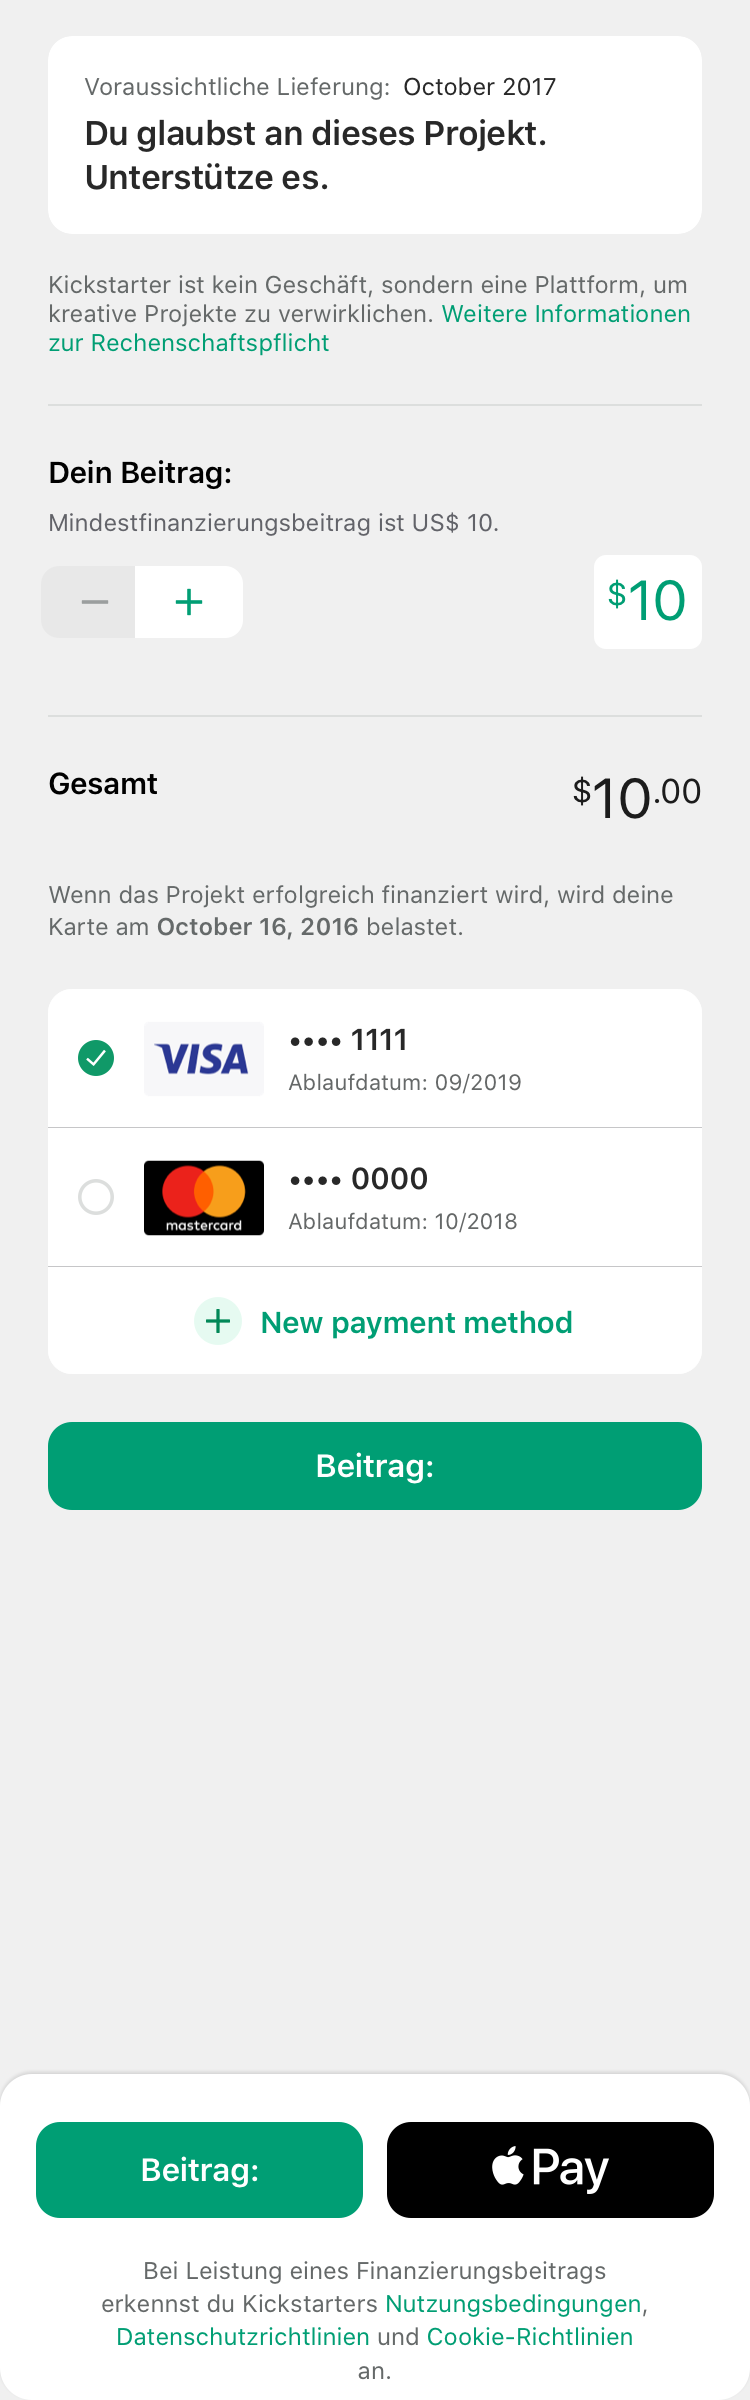 Voraussichtliche Lieferung: October 2017
Du glaubst an dieses Projekt.
Unterstütze es.
Kickstarter ist kein Geschäft, sondern eine Plattform, um
kreative Projekte zu verwirklichen. Weitere Informationen
zur Rechenschaftspflicht
Dein Beitrag:
Mindestfinanzierungsbeitrag ist US$ 10.
− + $10
Gesamt $10.00
Wenn das Projekt erfolgreich finanziert wird, wird deine
Karte am October 16, 2016 belastet.
VISA •••• 1111
Ablaufdatum: 09/2019
•••• 0000
mastercard Ablaufdatum: 10/2018
+ New payment method
Beitrag:
Beitrag: Pay
Bei Leistung eines Finanzierungsbeitrags
erkennst du Kickstarters Nutzungsbedingungen,
Datenschutzrichtlinien und Cookie-Richtlinien
an.